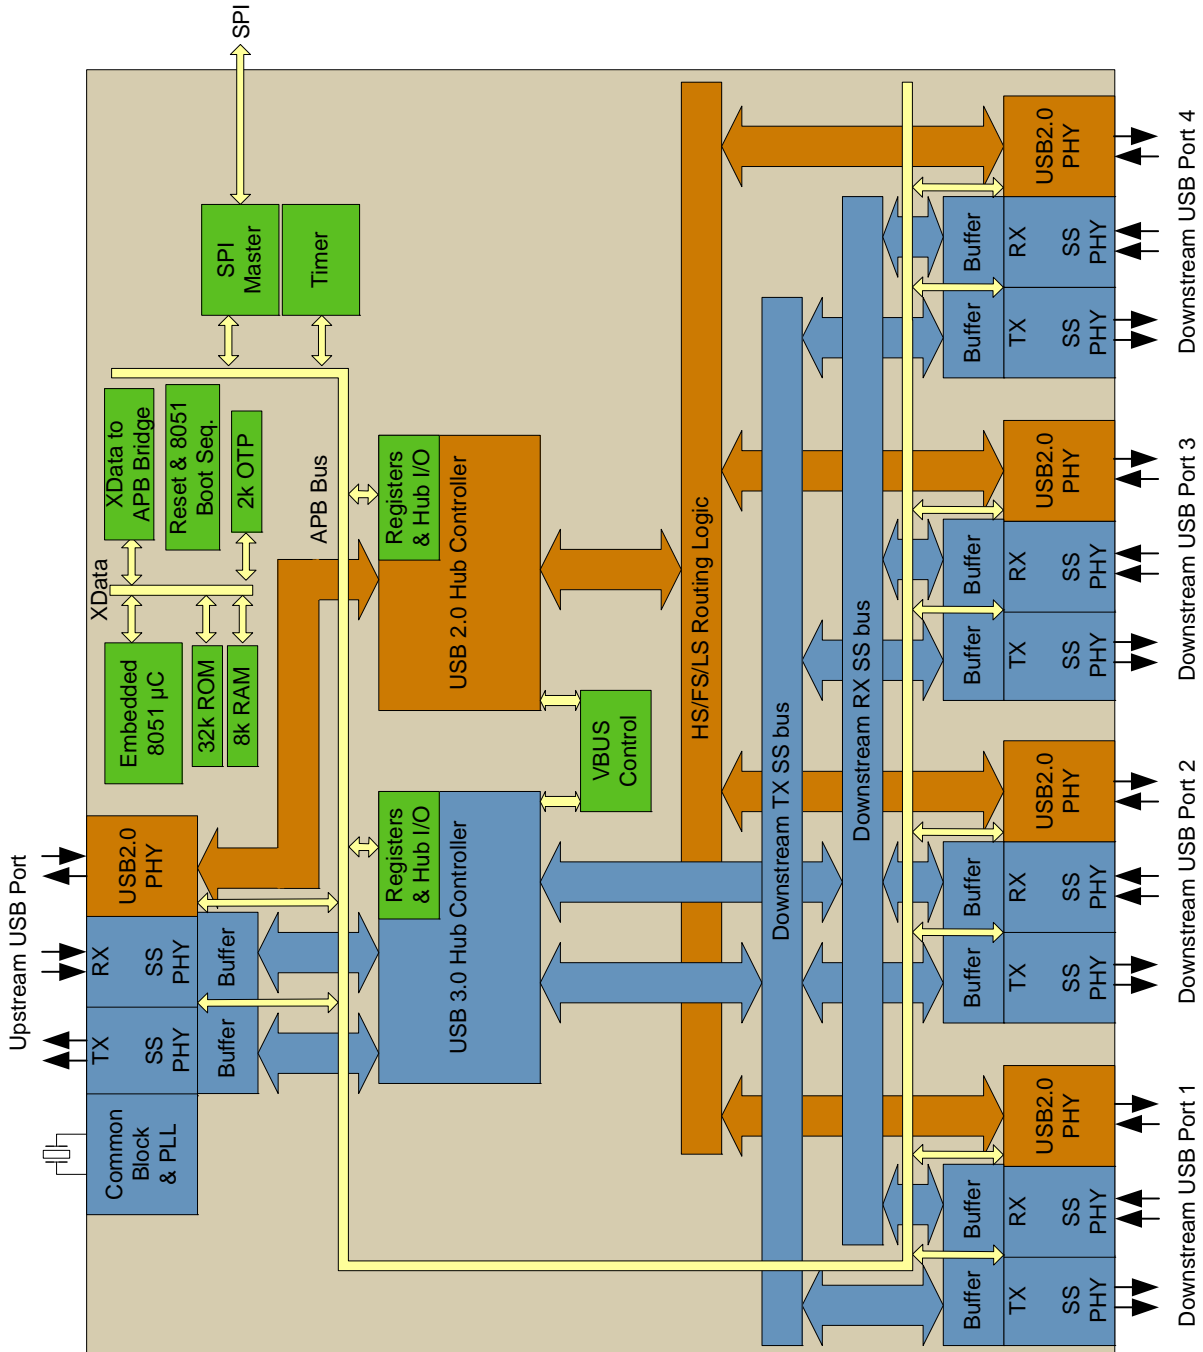 Upstream USB Port
Common
Block
& PLL
TX
SS
PHY
Buffer
RX
SS
PHY
Buffer
USB2.0
PHY
Embedded
8051 µC
32k ROM
8k RAM
XData
XData to
APB Bridge
Reset & 8051
Boot Seq.
2k OTP
SPI
Master
Timer
SPI
APB Bus
USB 3.0 Hub Controller
Registers
& Hub I/O
USB 2.0 Hub Controller
Registers
& Hub I/O
VBUS
Control
HS/FS/LS Routing Logic
Downstream TX SS bus
Downstream RX SS bus
Buffer
TX
SS
PHY
Buffer
RX
SS
PHY
USB2.0
PHY
Downstream USB Port 1
Buffer
TX
SS
PHY
Buffer
RX
SS
PHY
USB2.0
PHY
Downstream USB Port 2
Buffer
TX
SS
PHY
Buffer
RX
SS
PHY
USB2.0
PHY
Downstream USB Port 3
Buffer
TX
SS
PHY
Buffer
RX
SS
PHY
USB2.0
PHY
Downstream USB Port 4